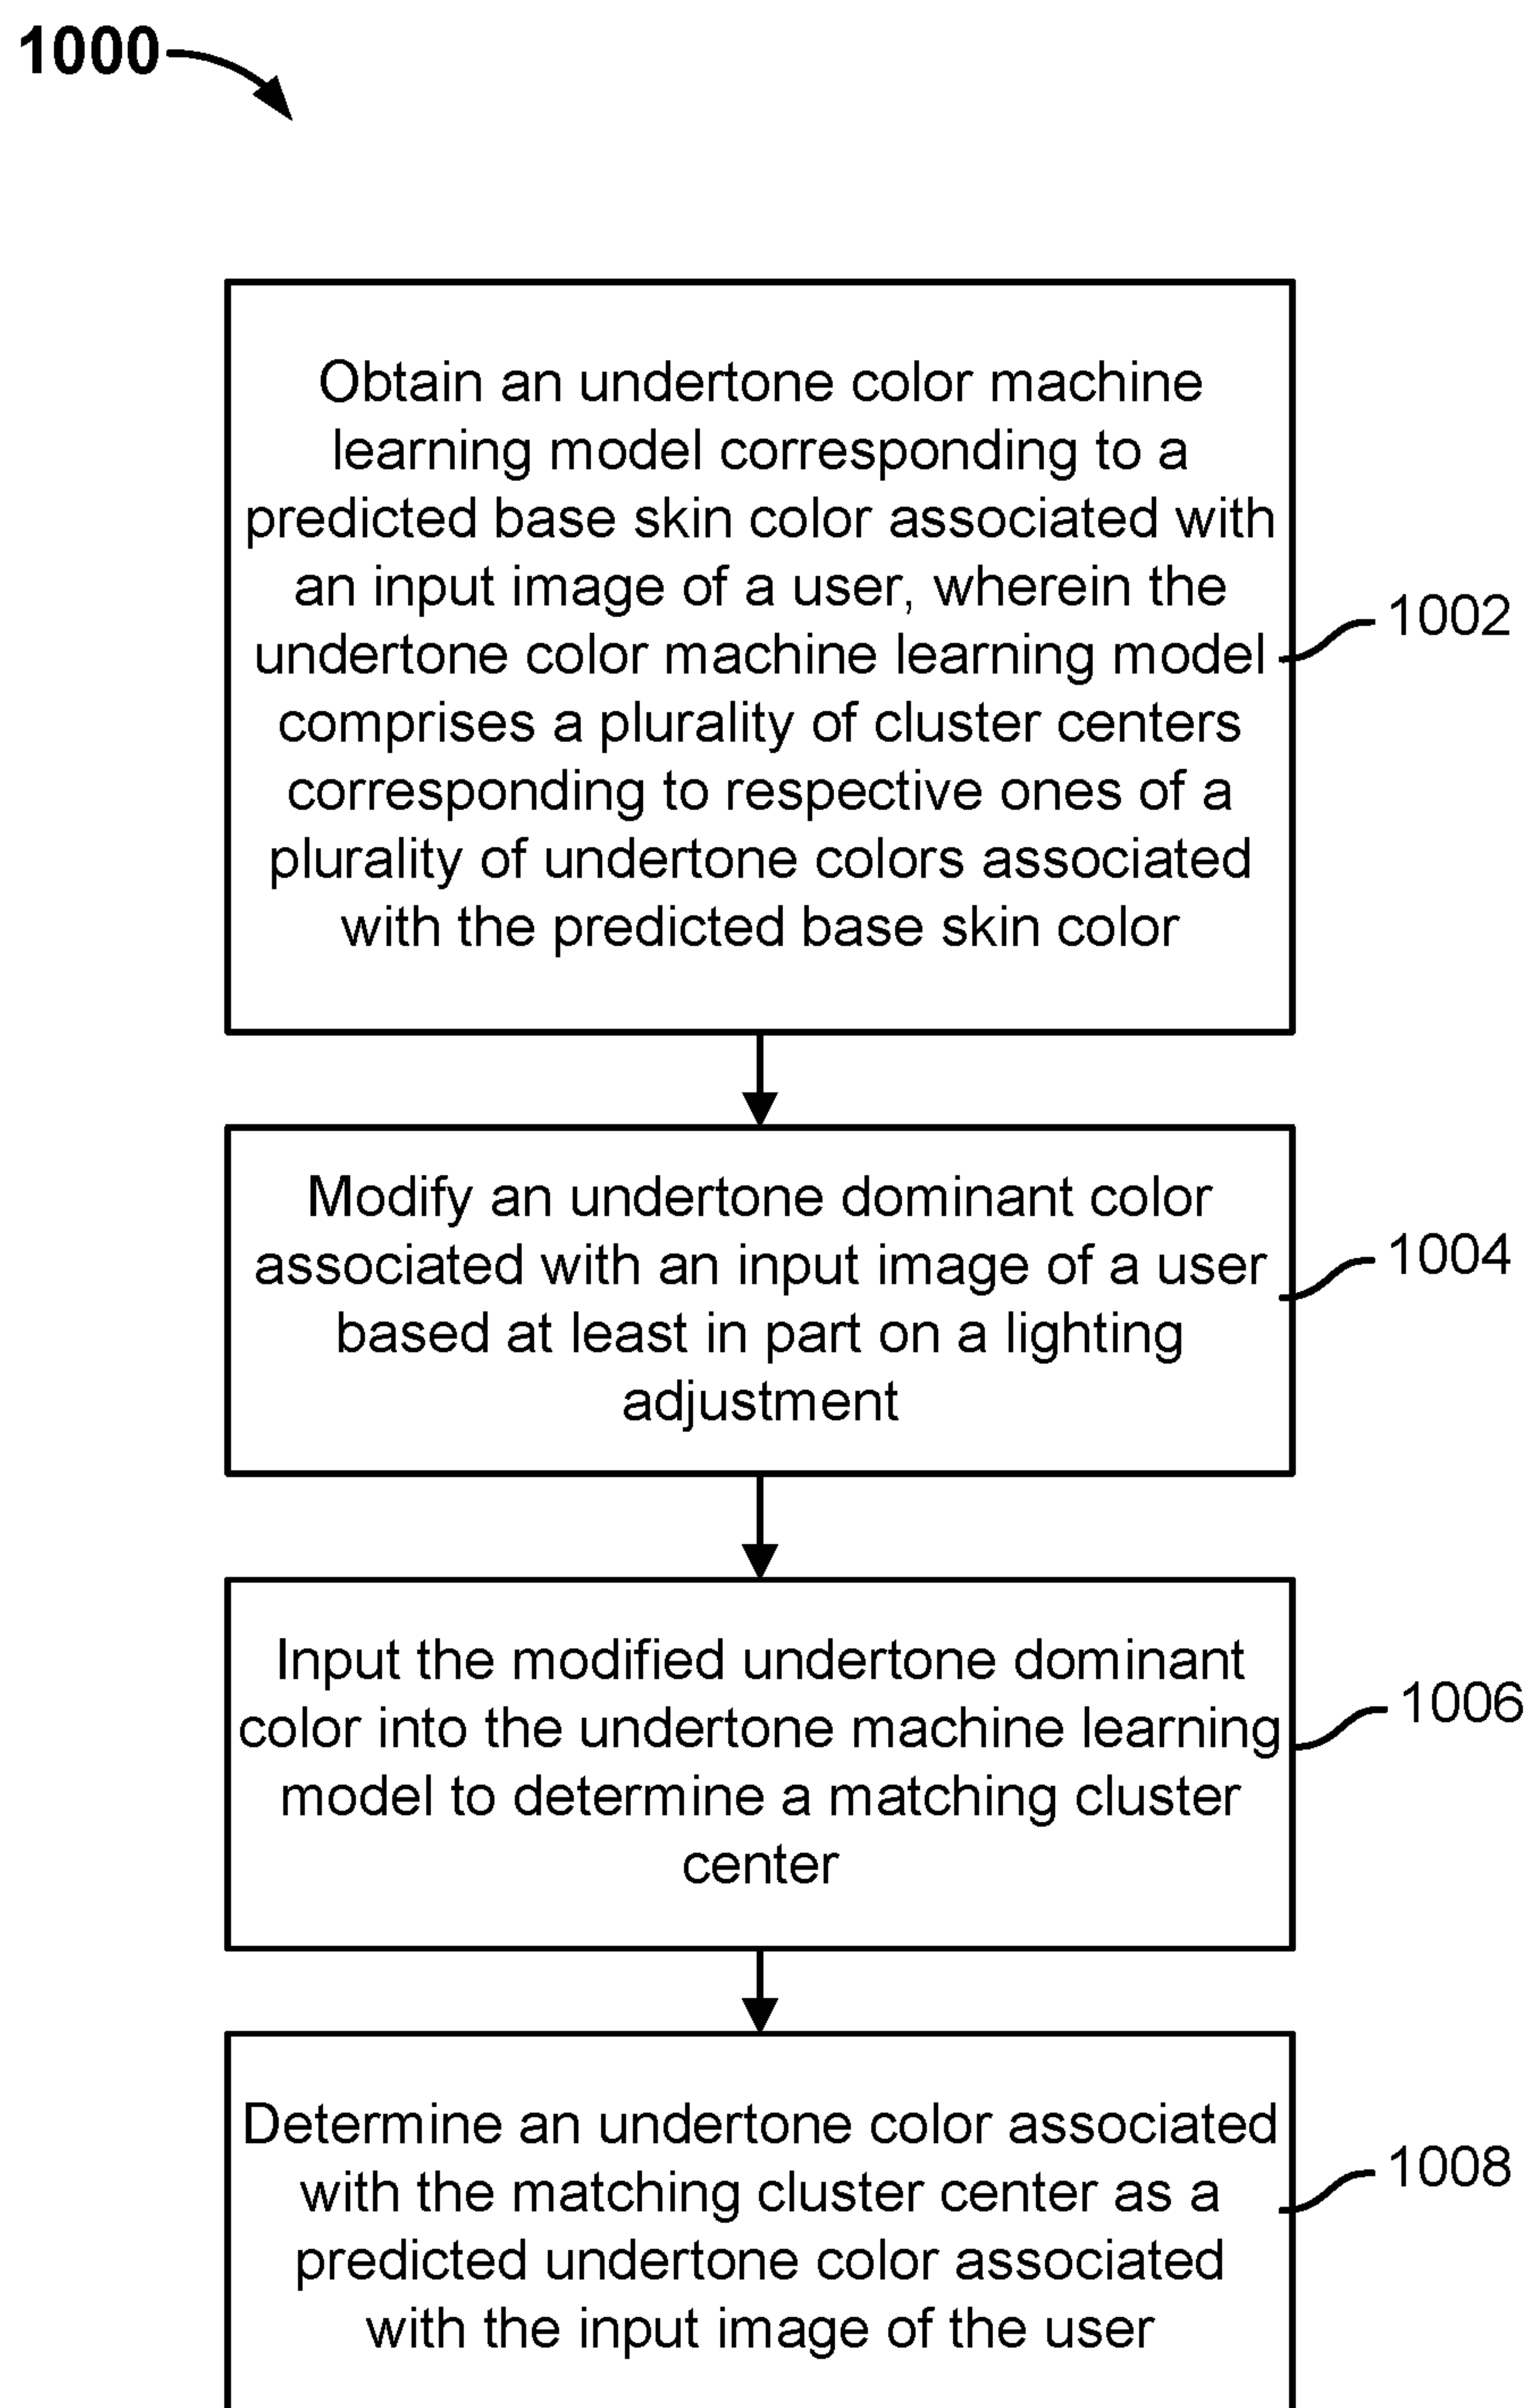 1000
Obtain an undertone color machine
learning model corresponding to a
predicted base skin color associated with
an input image of a user, wherein the
undertone color machine learning model
comprises a plurality of cluster centers
corresponding to respective ones of a
plurality of undertone colors associated
with the predicted base skin color
1002
Modify an undertone dominant color
associated with an input image of a user
based at least in part on a lighting
adjustment
1004
Input the modified undertone dominant
color into the undertone machine learning
model to determine a matching cluster
center
1006
Determine an undertone color associated
with the matching cluster center as a
predicted undertone color associated
with the input image of the user
1008